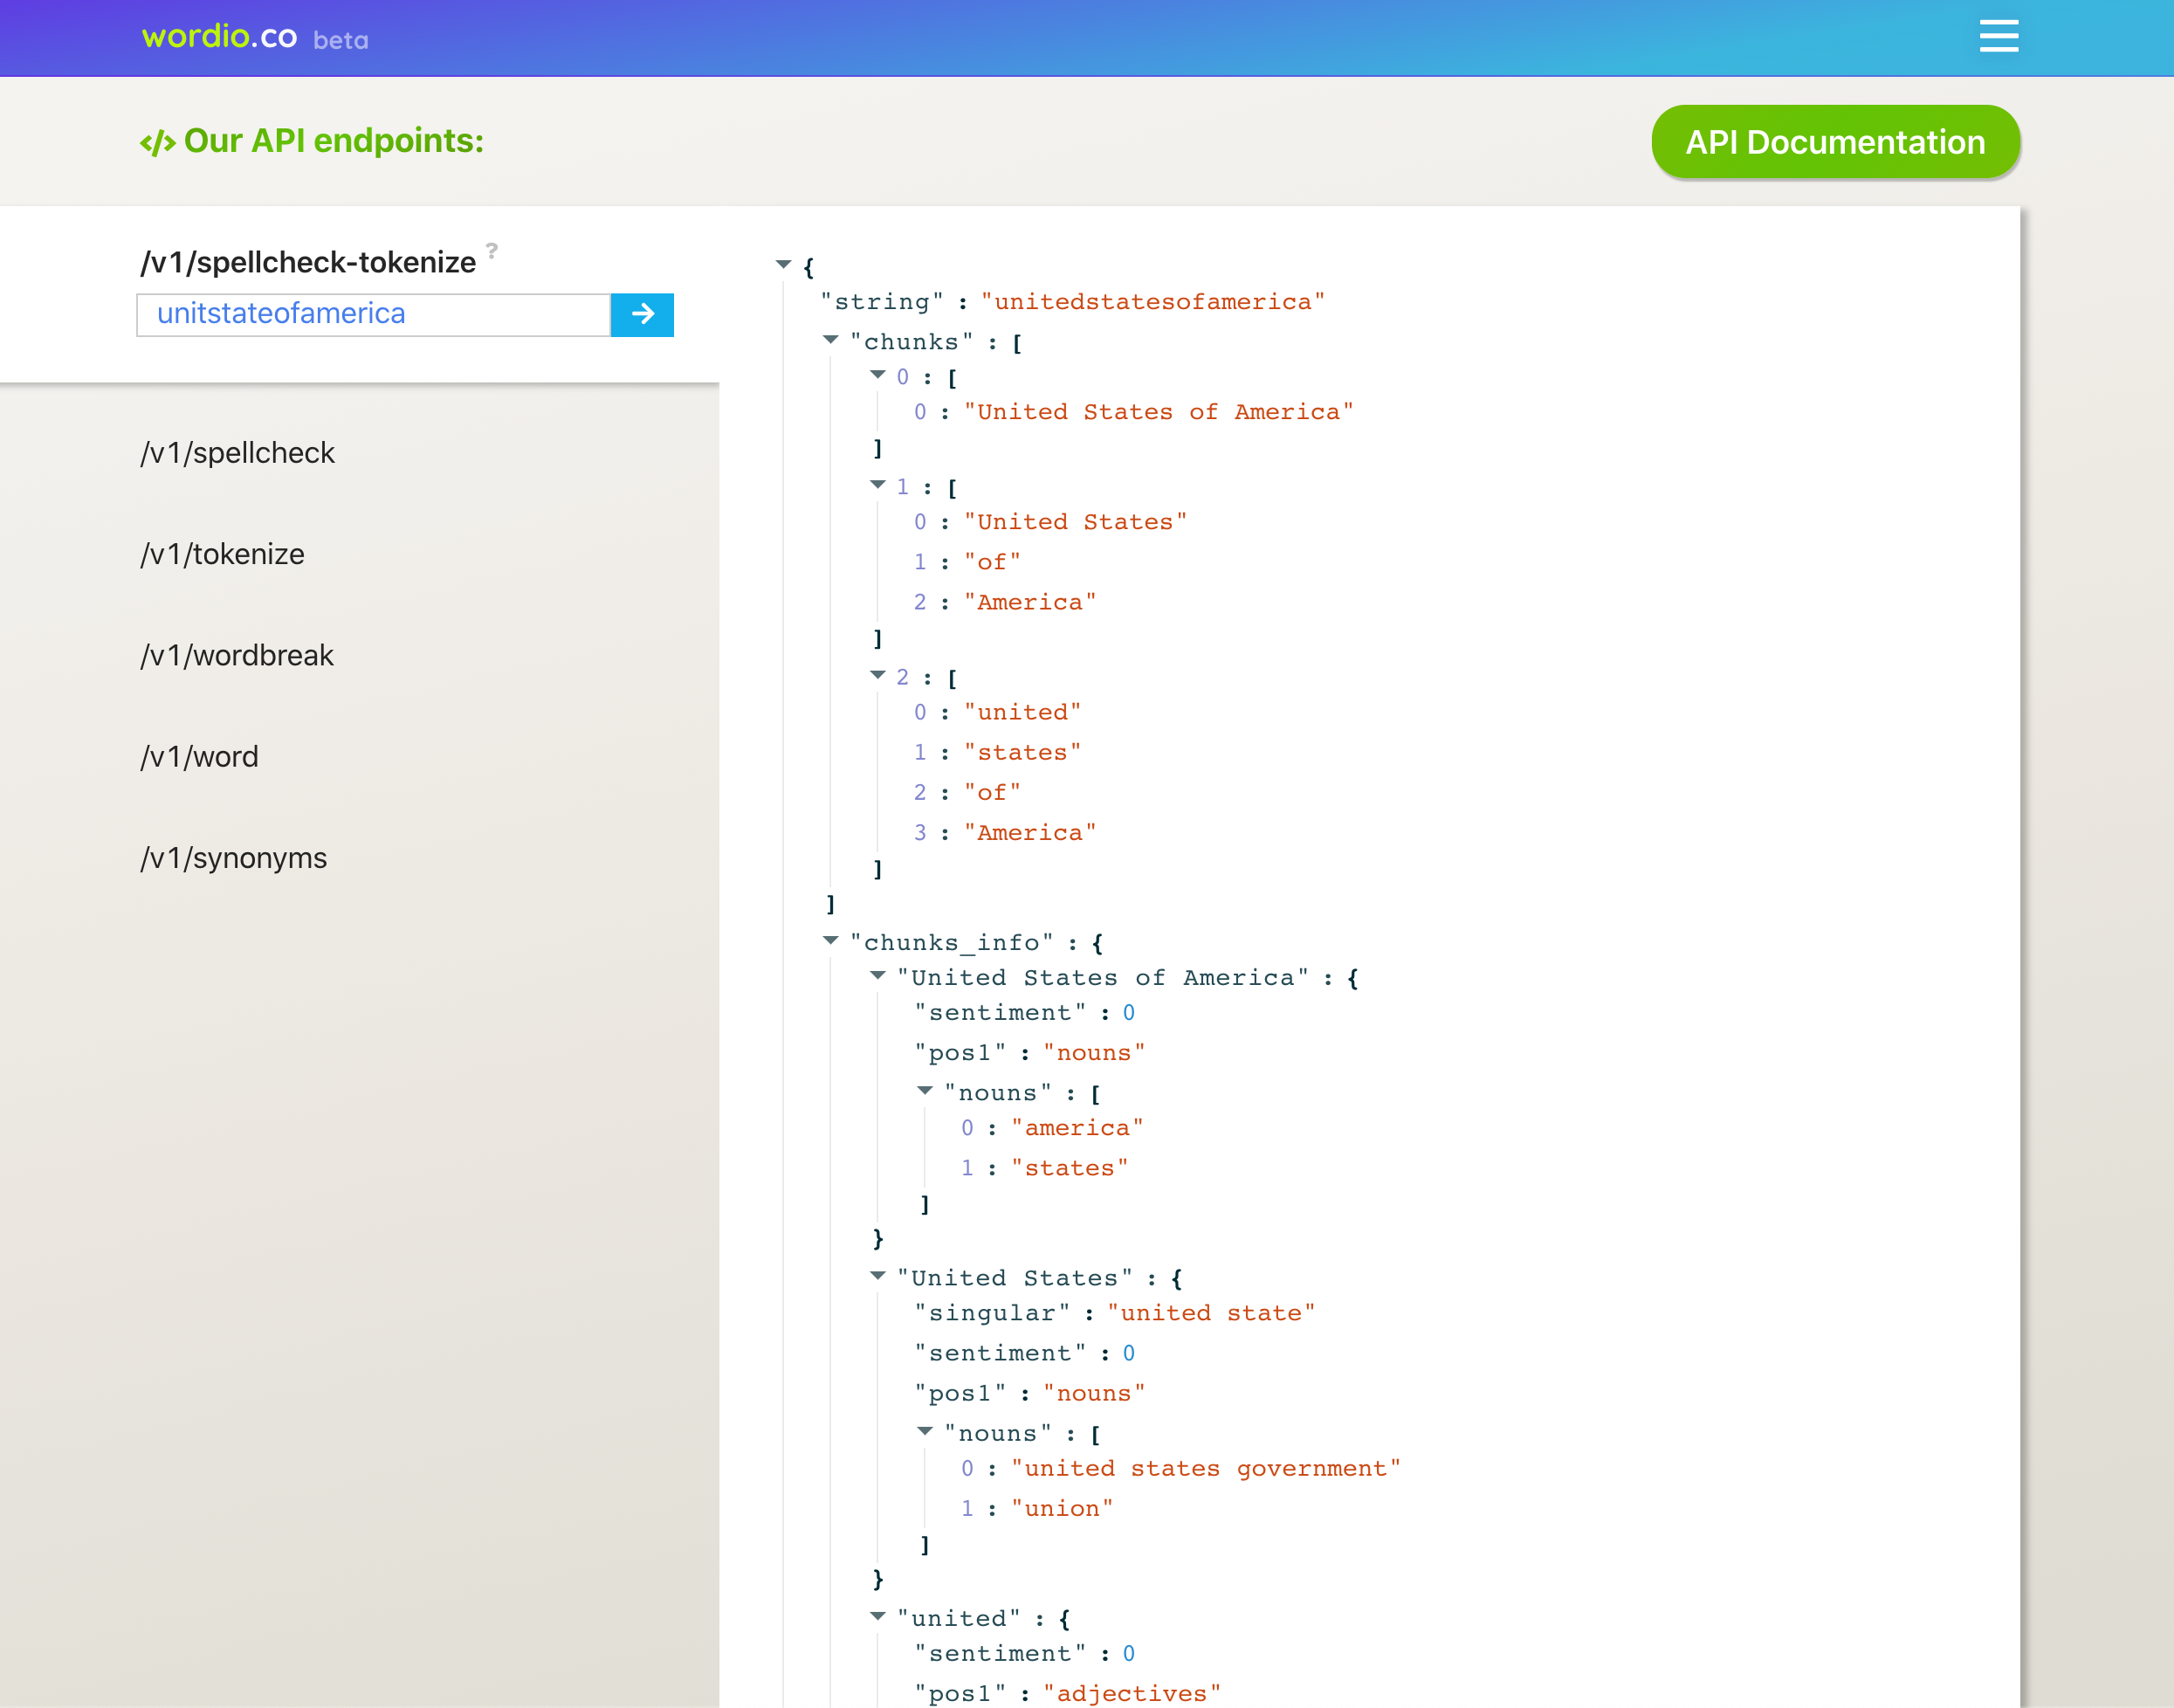 wordio.co beta
</> Our API endpoints:
API Documentation
/v1/spellcheck-tokenize ?
unitstateofamerica
/v1/spellcheck
/v1/tokenize
/v1/wordbreak
/v1/word
/v1/synonyms
{
"string" : "unitedstatesofamerica"
"chunks" : [
0 : [
0 : "United States of America"
]
1 : [
0 : "United States"
1 : "of"
2 : "America"
]
2 : [
0 : "united"
1 : "states"
2 : "of"
3 : "America"
]
]
"chunks_info" : {
"United States of America" : {
"sentiment" : 0
"pos1" : "nouns"
"nouns" : [
0 : "america"
1 : "states"
]
}
"United States" : {
"singular" : "united state"
"sentiment" : 0
"pos1" : "nouns"
"nouns" : [
0 : "united states government"
1 : "union"
]
}
"united" : {
"sentiment" : 0
"pos1" : "adjectives"